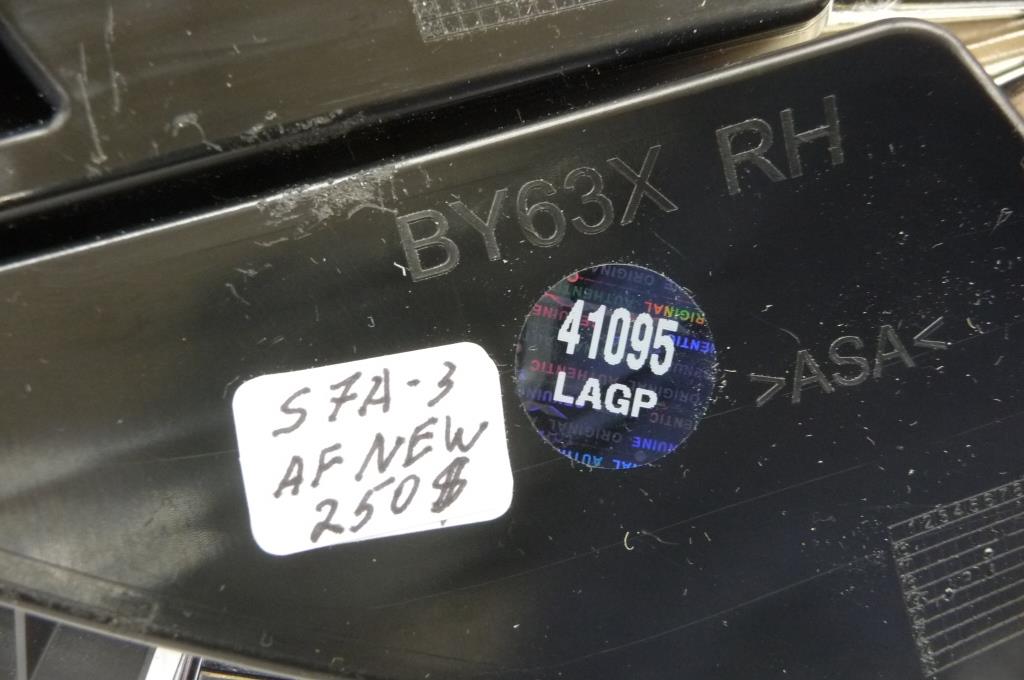 BY63X RH
41095
LAGP
>ASA<
S7A-3
AF NEW
250$